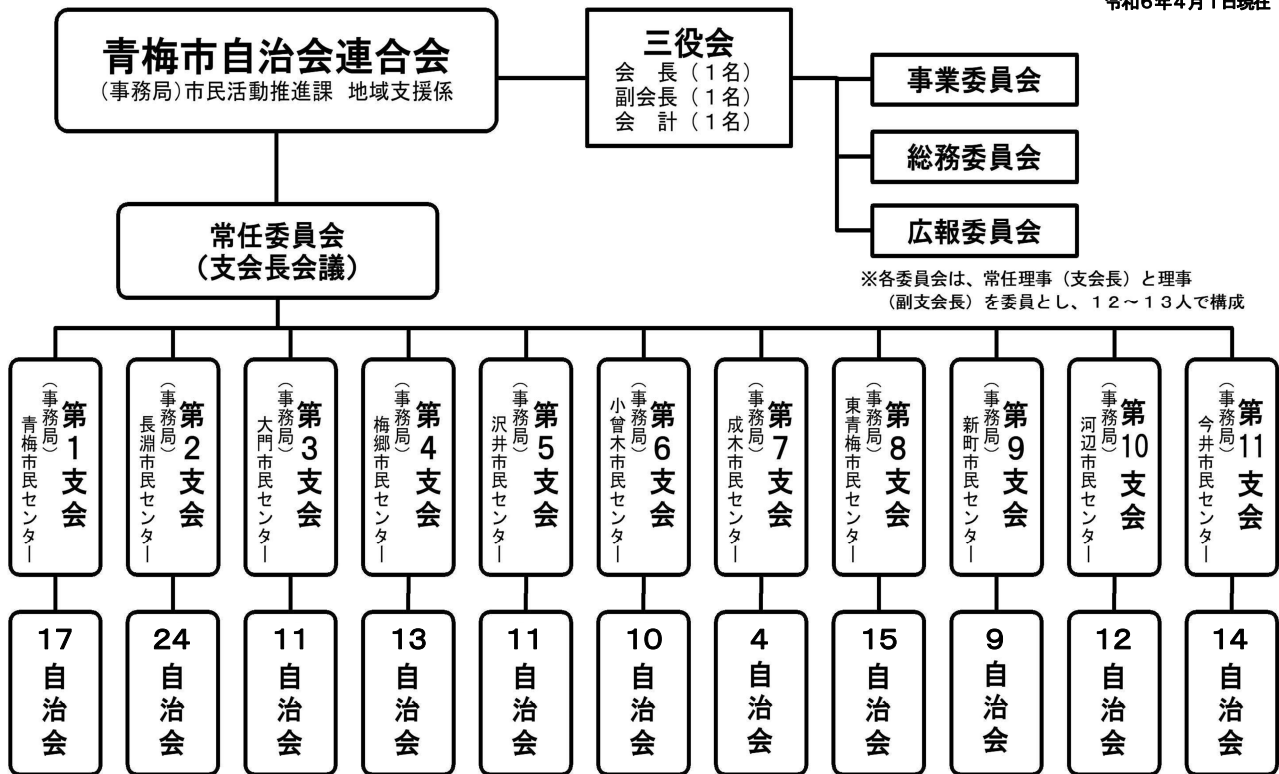 令和6年4月1日現在
青梅市自治会連合会
(事務局)市民活動推進課 地域支援係
三役会
会 長(1名)
副会長(1名)
会 計(1名)
事業委員会
総務委員会
広報委員会
※各委員会は、常任理事(支会長)と理事
(副支会長)を委員とし、12~13人で構成
常任委員会
(支会長会議)
第1支会
(事務局)
青梅市民センター
第2支会
(事務局)
長淵市民センター
第3支会
(事務局)
大門市民センター
第4支会
(事務局)
梅郷市民センター
第5支会
(事務局)
沢井市民センター
第6支会
(事務局)
小曾木市民センター
第7支会
(事務局)
成木市民センター
第8支会
(事務局)
東青梅市民センター
第9支会
(事務局)
新町市民センター
第10支会
(事務局)
河辺市民センター
第11支会
(事務局)
今井市民センター
17自治会
24自治会
11自治会
13自治会
11自治会
10自治会
4自治会
15自治会
9自治会
12自治会
14自治会